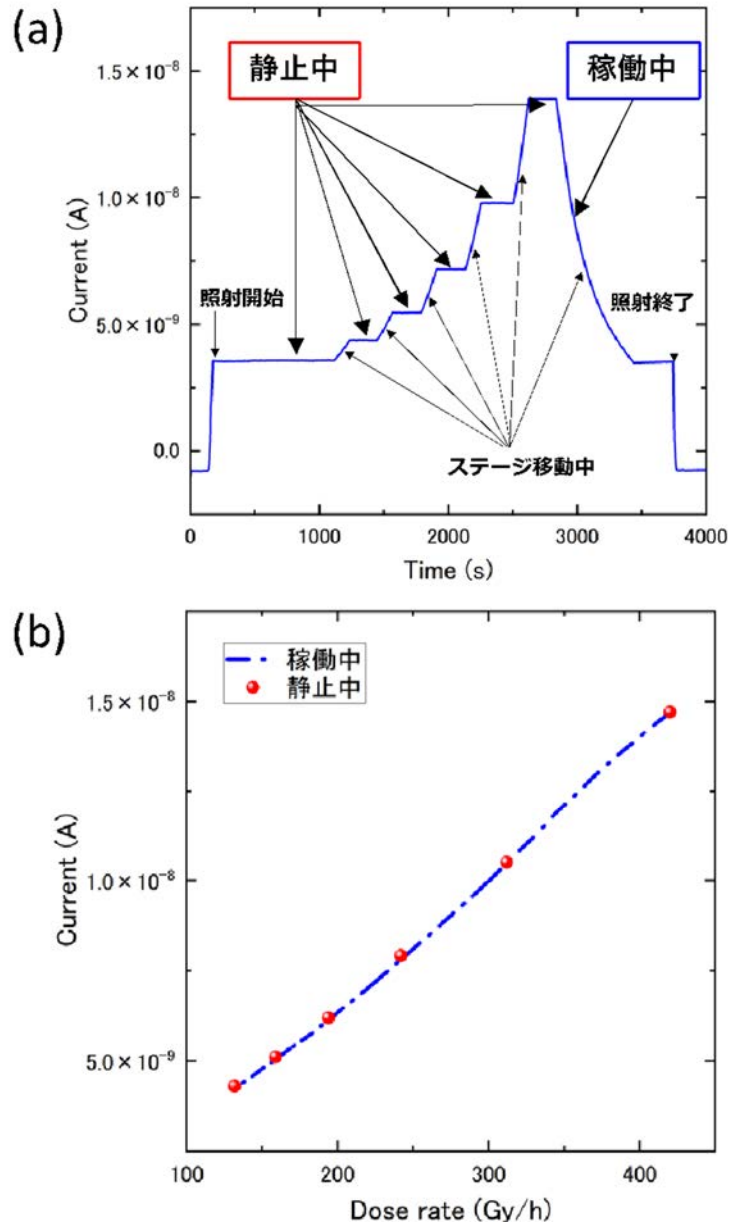 (a)
静止中
稼働中
照射開始
照射終了
ステージ移動中
1.5×10⁻⁸
1.0×10⁻⁸
5.0×10⁻⁹
0.0
Current (A)
0 1000 2000 3000 4000
Time (s)
(b)
稼働中
静止中
1.5×10⁻⁸
1.0×10⁻⁸
5.0×10⁻⁹
Current (A)
100 200 300 400
Dose rate (Gy/h)